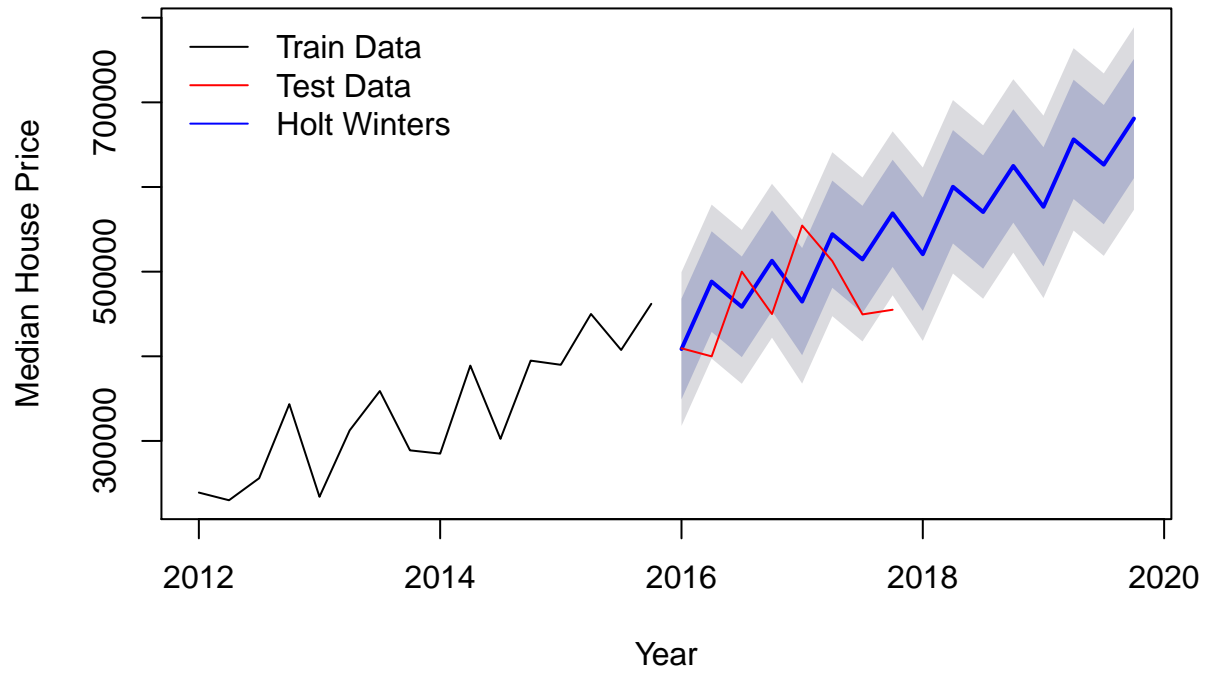 Train Data
Test Data
Holt Winters
Median House Price
700000
500000
300000
2012 2014 2016 2018 2020
Year